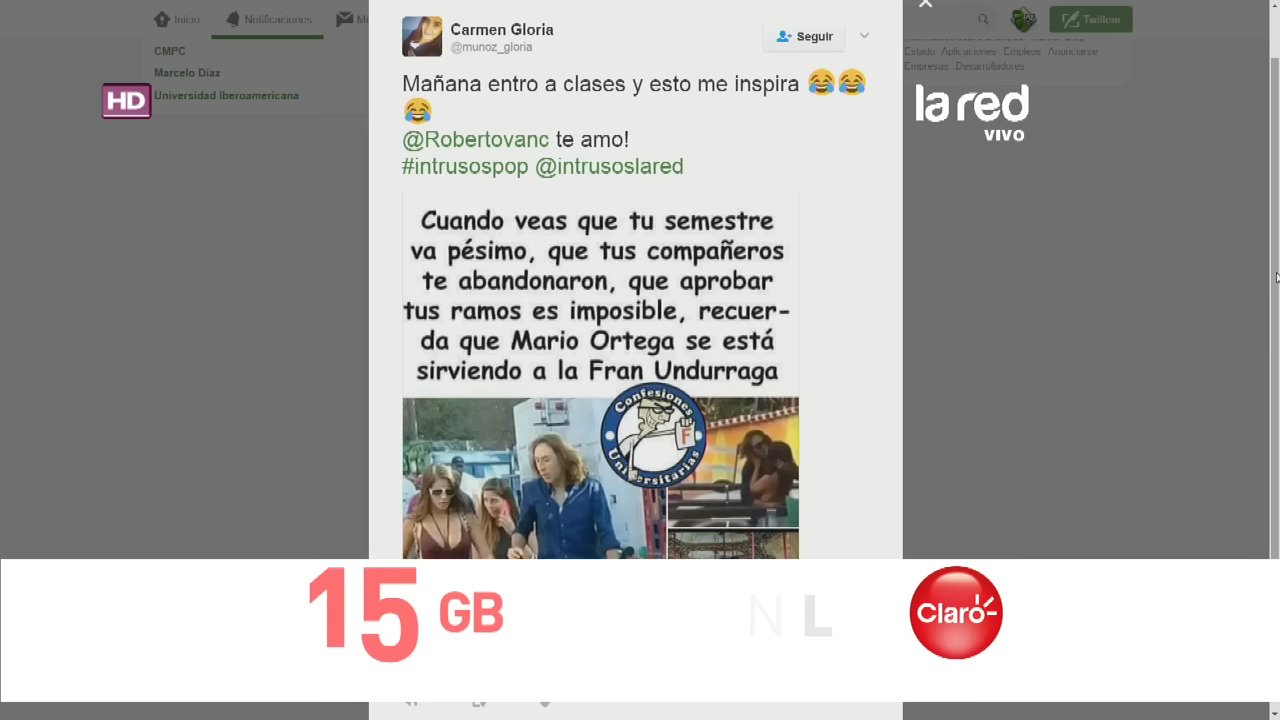 Inicio
Notificaciones
Carmen Gloria
@munoz_gloria
Seguir
Twittear
CMPC
Marcelo Díaz
Universidad Iberoamericana
Estado Aplicaciones Empleos Anunciarse
Empresas Desarrolladores
HD
la red
vivo
Mañana entro a clases y esto me inspira 😂😂
😂
@Robertovanc te amo!
#intrusospop @intrusoslared
Cuando veas que tu semestre
va pésimo, que tus compañeros
te abandonaron, que aprobar
tus ramos es imposible, recuer-
da que Mario Ortega se está
sirviendo a la Fran Undurraga
Confesiones
F
Universitarias
15 GB
N L
Claro